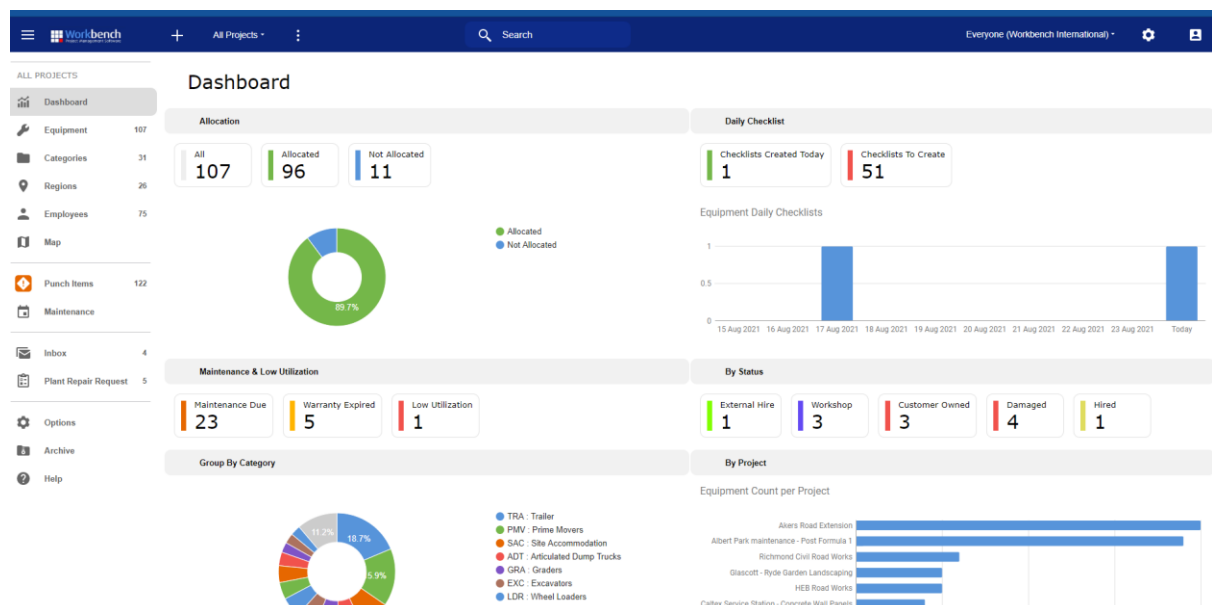 Workbench
Project Management Software
All Projects
Search
Everyone (Workbench International)
ALL PROJECTS
Dashboard
Equipment 107
Categories 31
Regions 26
Employees 75
Map
Punch Items 122
Maintenance
Inbox 4
Plant Repair Request 5
Options
Archive
Help
Dashboard
Allocation
All
107
Allocated
96
Not Allocated
11
Allocated
Not Allocated
89.7%
Daily Checklist
Checklists Created Today
1
Checklists To Create
51
Equipment Daily Checklists
1
0.5
0
15 Aug 2021 16 Aug 2021 17 Aug 2021 18 Aug 2021 19 Aug 2021 20 Aug 2021 21 Aug 2021 22 Aug 2021 23 Aug 2021 Today
Maintenance & Low Utilization
Maintenance Due
23
Warranty Expired
5
Low Utilization
1
By Status
External Hire
1
Workshop
3
Customer Owned
3
Damaged
4
Hired
1
Group By Category
11.2%
18.7%
5.9%
TRA : Trailer
PMV : Prime Movers
SAC : Site Accommodation
ADT : Articulated Dump Trucks
GRA : Graders
EXC : Excavators
LDR : Wheel Loaders
By Project
Equipment Count per Project
Akers Road Extension
Albert Park maintenance - Post Formula 1
Richmond Civil Road Works
Glascott - Ryde Garden Landscaping
HEB Road Works
Caltex Service Station - Concrete Wall Panels